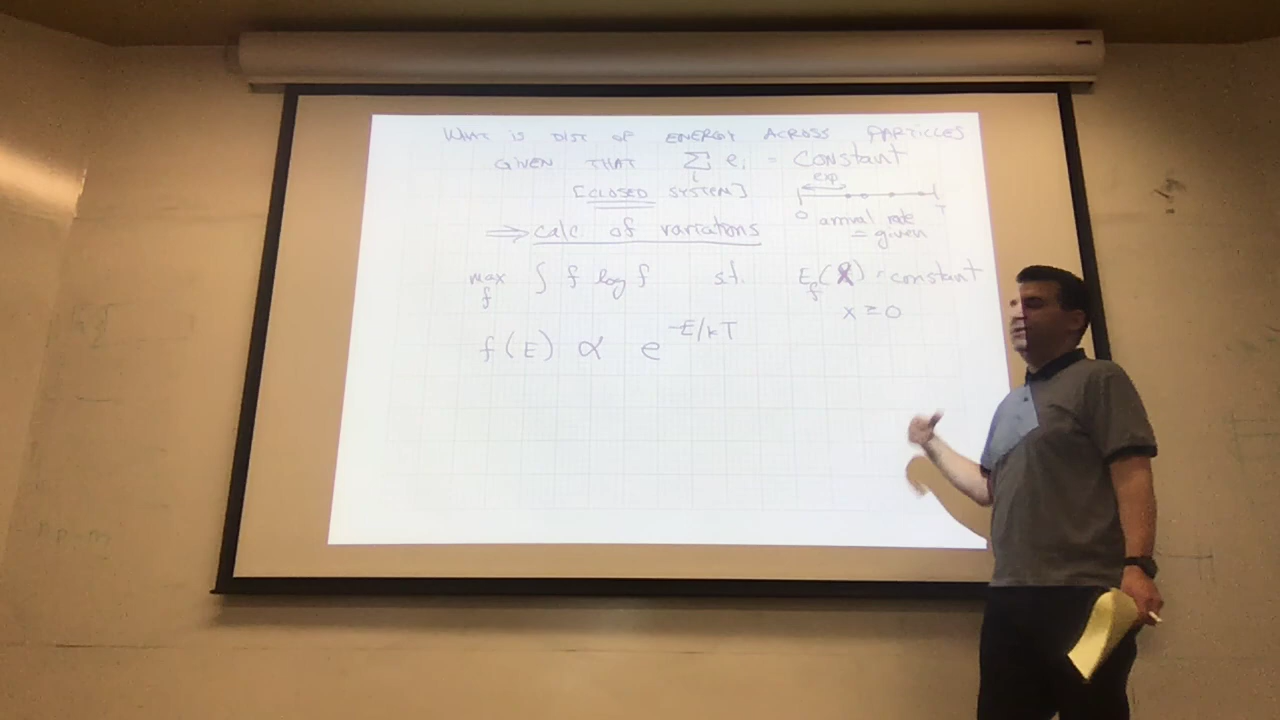 WHAT IS DIST OF ENERGY ACROSS PARTICLES
GIVEN THAT ∑ᵢ eᵢ = CONSTANT
[CLOSED SYSTEM]
exp
0 T
arrival rate
= given
⇒ calc of variations
max_f ∫ f log f s.t. E_f(X) = constant
x ≥ 0
f(E) ∝ e^{-E/kT}